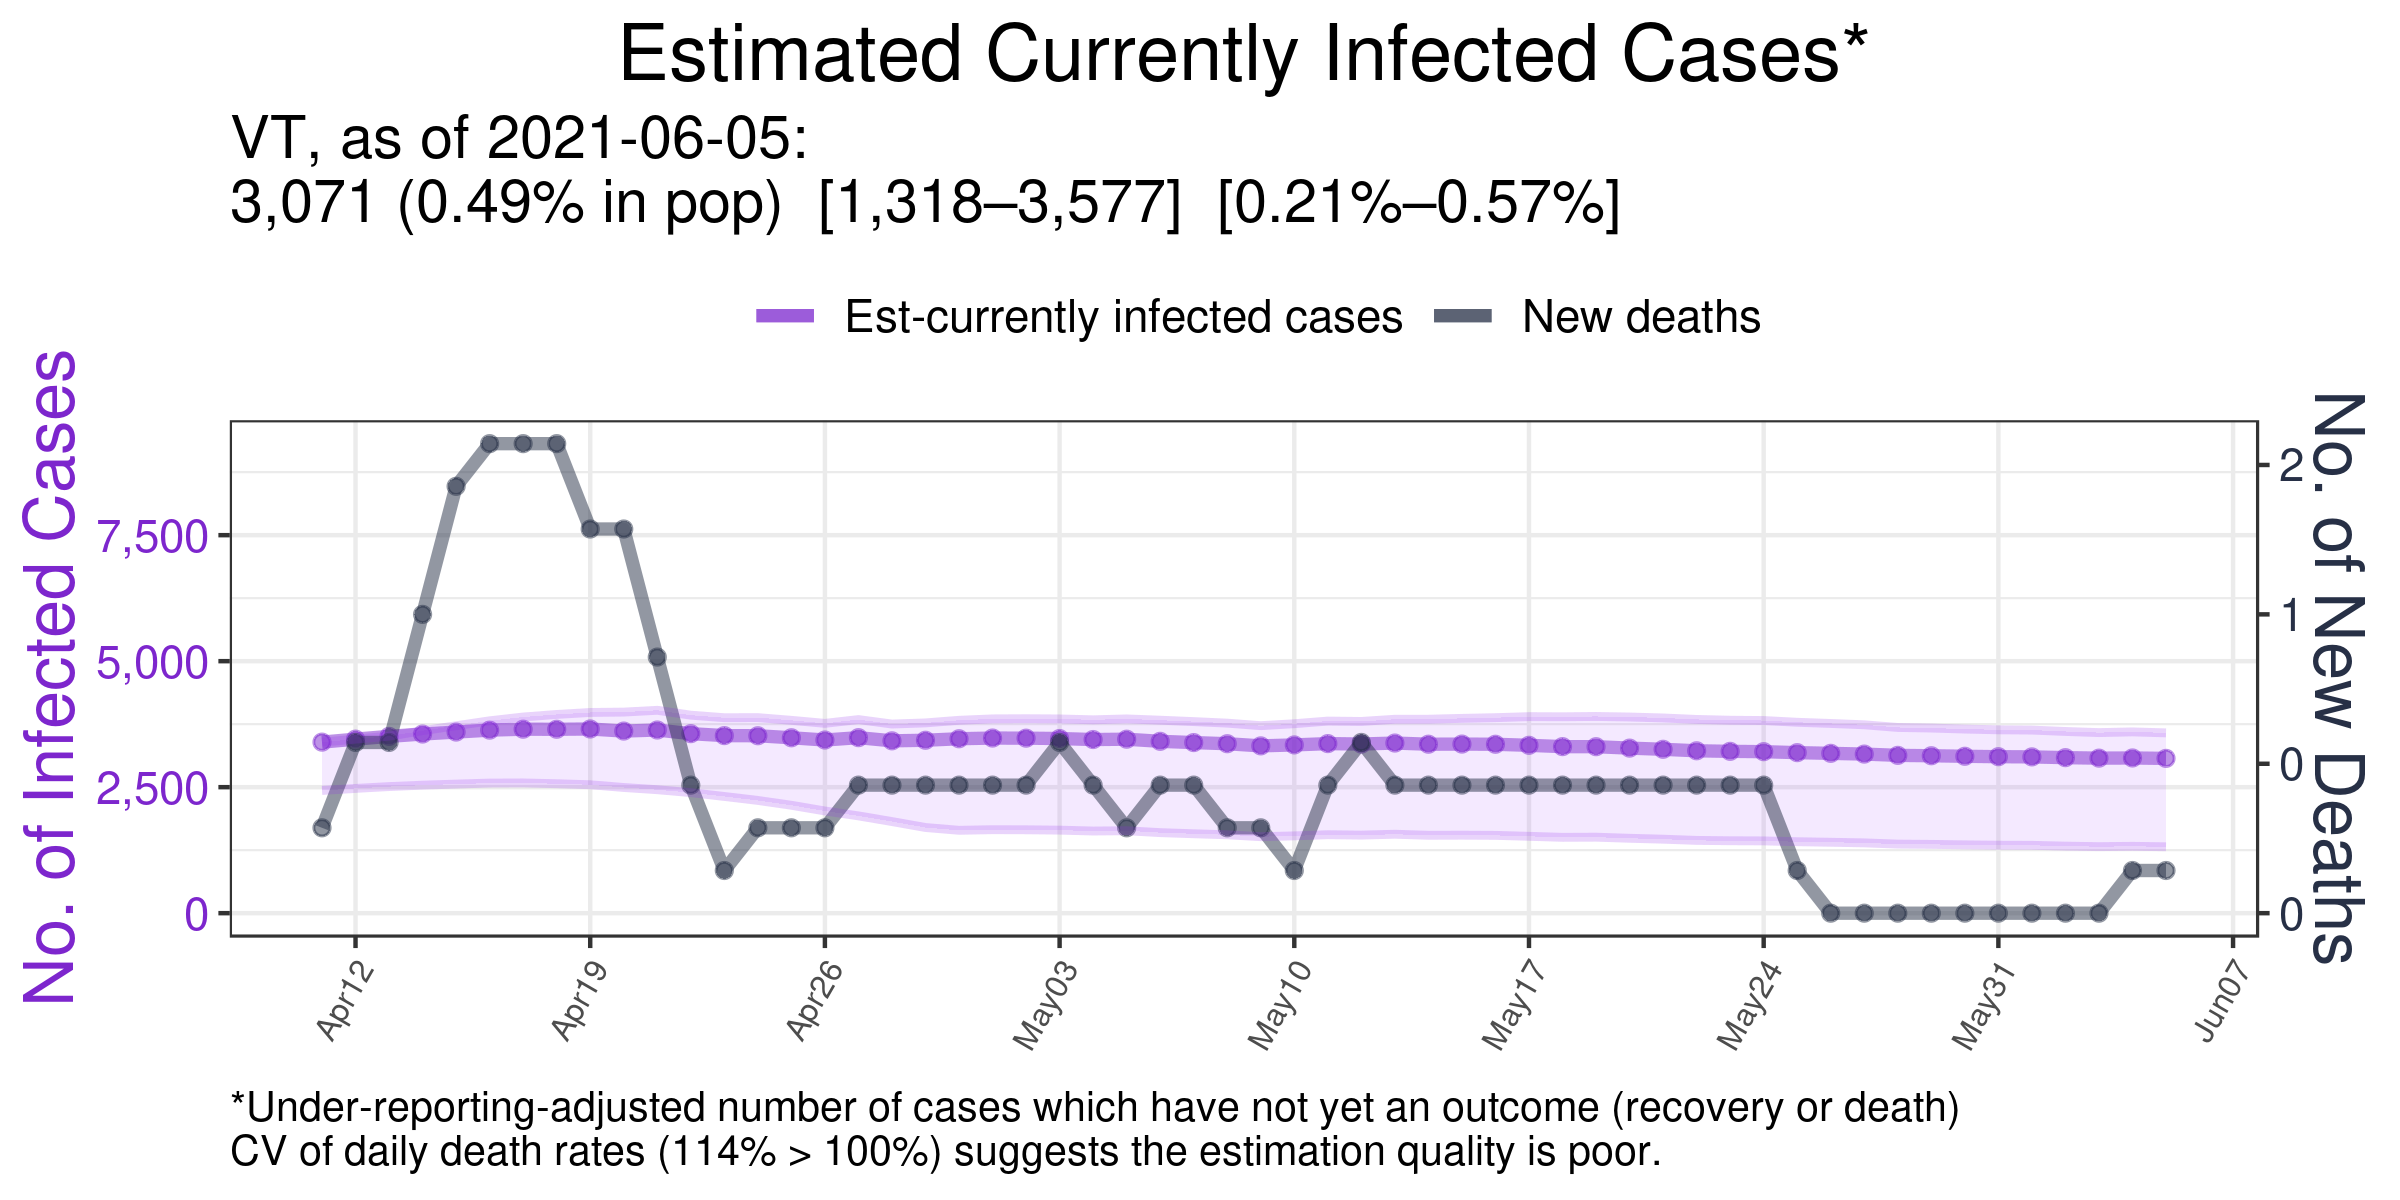 Estimated Currently Infected Cases*
VT, as of 2021-06-05:
3,071 (0.49% in pop)  [1,318–3,577]  [0.21%–0.57%]
Est-currently infected cases
New deaths
No. of Infected Cases
7,500
5,000
2,500
0
2
1
0
0
No. of New Deaths
Apr12
Apr19
Apr26
May03
May10
May17
May24
May31
Jun07
*Under-reporting-adjusted number of cases which have not yet an outcome (recovery or death)
CV of daily death rates (114% > 100%) suggests the estimation quality is poor.